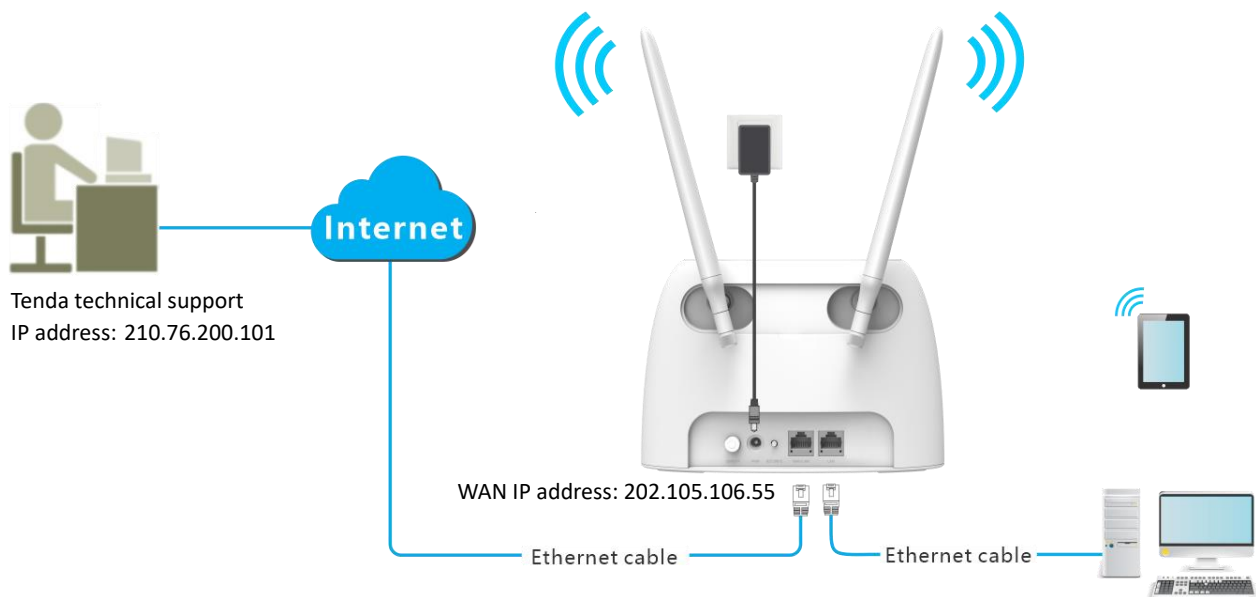 Internet
Tenda technical support
IP address: 210.76.200.101
WAN IP address: 202.105.106.55
Ethernet cable
Ethernet cable